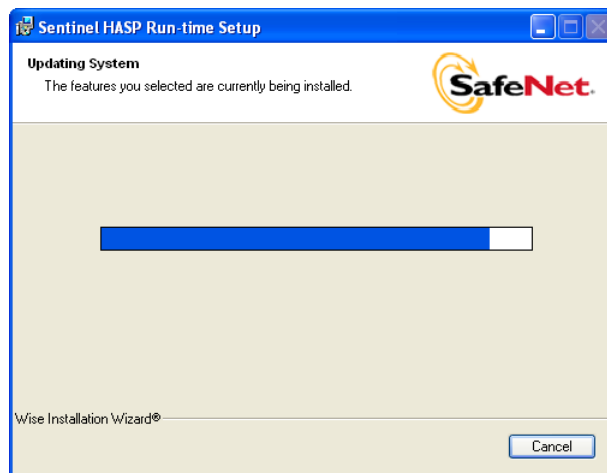 Sentinel HASP Run-time Setup
Updating System
The features you selected are currently being installed.
SafeNet.
Wise Installation Wizard®
Cancel